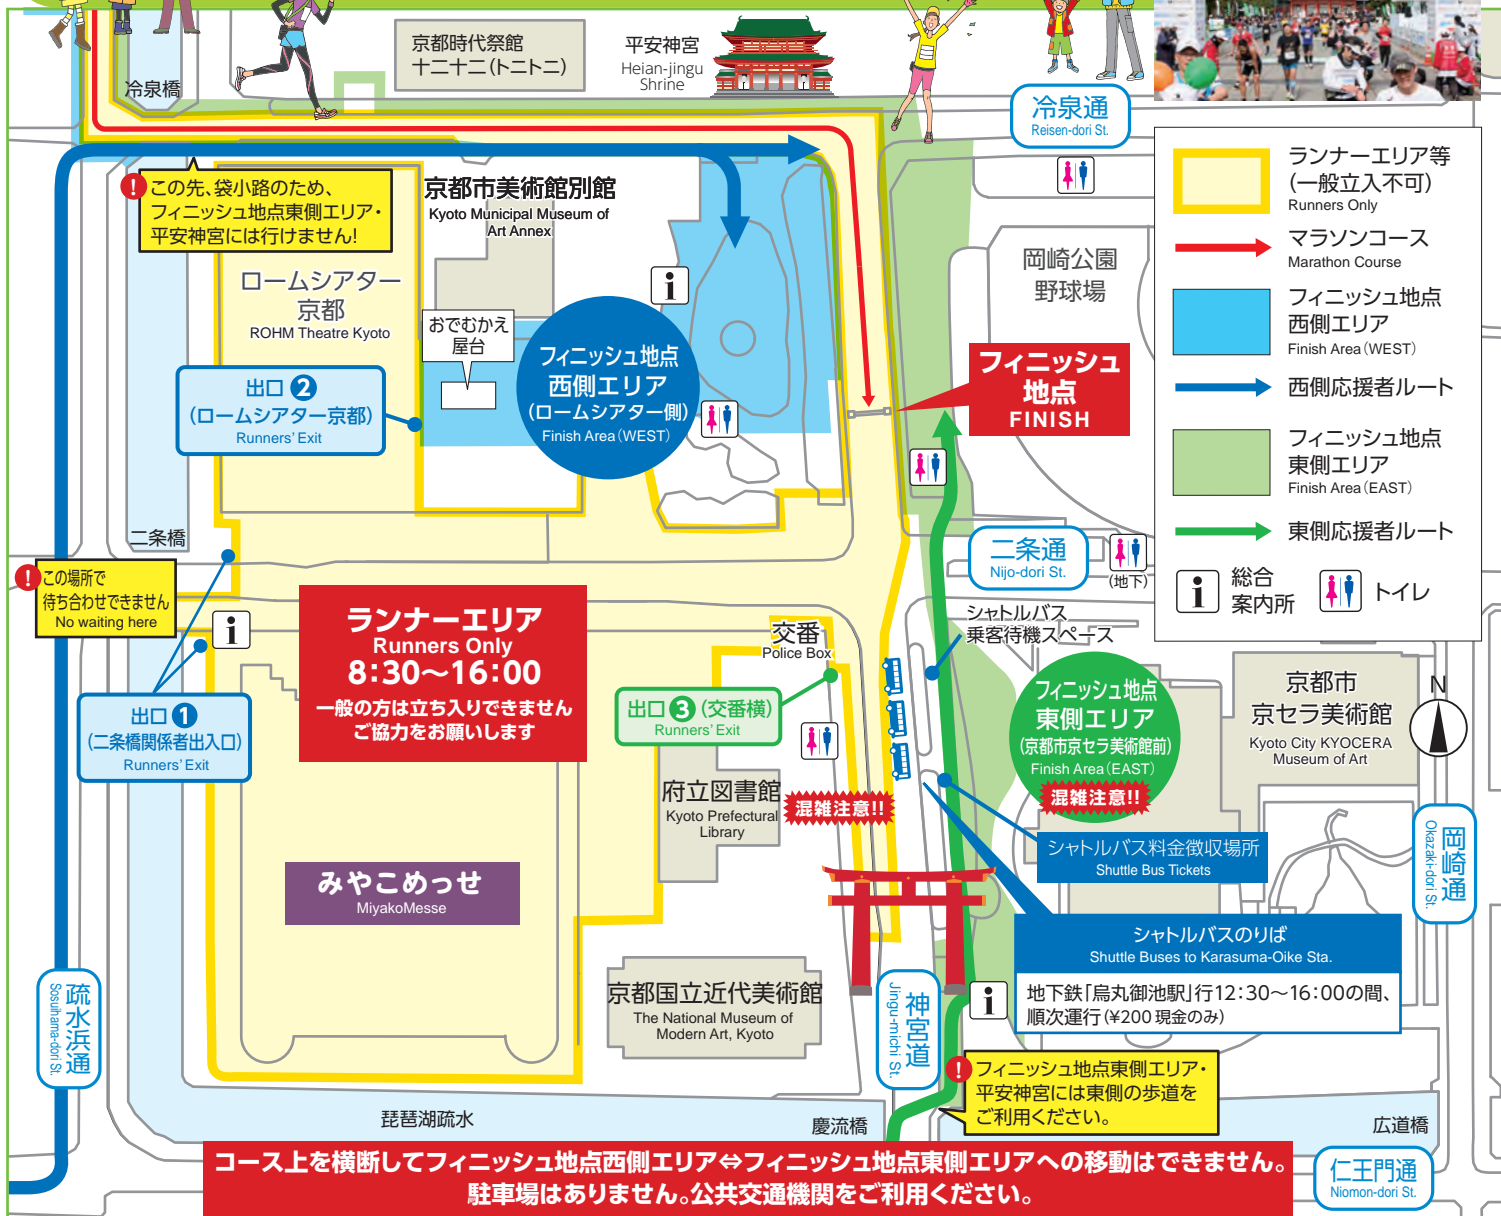 京都時代祭館
十二十二(トニトニ)
平安神宮
Heian-jingu
Shrine
冷泉橋
冷泉通
Reisen-dori St.
この先、袋小路のため、
フィニッシュ地点東側エリア・
平安神宮には行けません!
京都市美術館別館
Kyoto Municipal Museum of
Art Annex
ランナーエリア等
(一般立入不可)
Runners Only
マラソンコース
Marathon Course
フィニッシュ地点
西側エリア
Finish Area(WEST)
西側応援者ルート
フィニッシュ地点
東側エリア
Finish Area(EAST)
東側応援者ルート
i
総合
案内所
トイレ
岡崎公園
野球場
ロームシアター
京都
ROHM Theatre Kyoto
i
おでむかえ
屋台
フィニッシュ地点
西側エリア
(ロームシアター側)
Finish Area(WEST)
フィニッシュ
地点
FINISH
出口2
(ロームシアター京都)
Runners' Exit
二条橋
二条通
Nijo-dori St.
(地下)
この場所で
待ち合わせできません
No waiting here
i
ランナーエリア
Runners Only
8:30〜16:00
一般の方は立ち入りできません
ご協力をお願いします
シャトルバス
乗客待機スペース
交番
Police Box
出口1
(二条橋関係者出入口)
Runners' Exit
出口3(交番横)
Runners' Exit
フィニッシュ地点
東側エリア
(京都市京セラ美術館前)
Finish Area(EAST)
混雑注意!!
京都市
京セラ美術館
Kyoto City KYOCERA
Museum of Art
N
府立図書館
Kyoto Prefectural
Library
混雑注意!!
シャトルバス料金徴収場所
Shuttle Bus Tickets
岡崎通
Okazaki-dori St.
みやこめっせ
MiyakoMesse
シャトルバスのりば
Shuttle Buses to Karasuma-Oike Sta.
地下鉄「烏丸御池駅」行12:30〜16:00の間、
順次運行(¥200 現金のみ)
疏水浜通
Sosuihama-dori St.
京都国立近代美術館
The National Museum of
Modern Art, Kyoto
神宮道
Jingu-michi St.
i
フィニッシュ地点東側エリア・
平安神宮には東側の歩道を
ご利用ください。
琵琶湖疏水
慶流橋
広道橋
コース上を横断してフィニッシュ地点西側エリア⇔フィニッシュ地点東側エリアへの移動はできません。
駐車場はありません。公共交通機関をご利用ください。
仁王門通
Niomon-dori St.